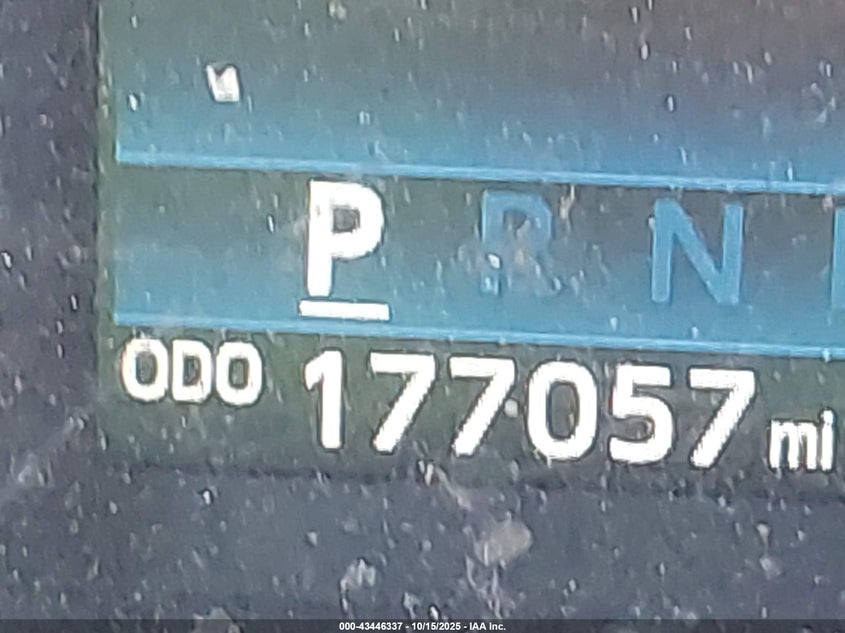 P R N
ODO 177057 mi
000-43446337 - 10/15/2025 - IAA Inc.